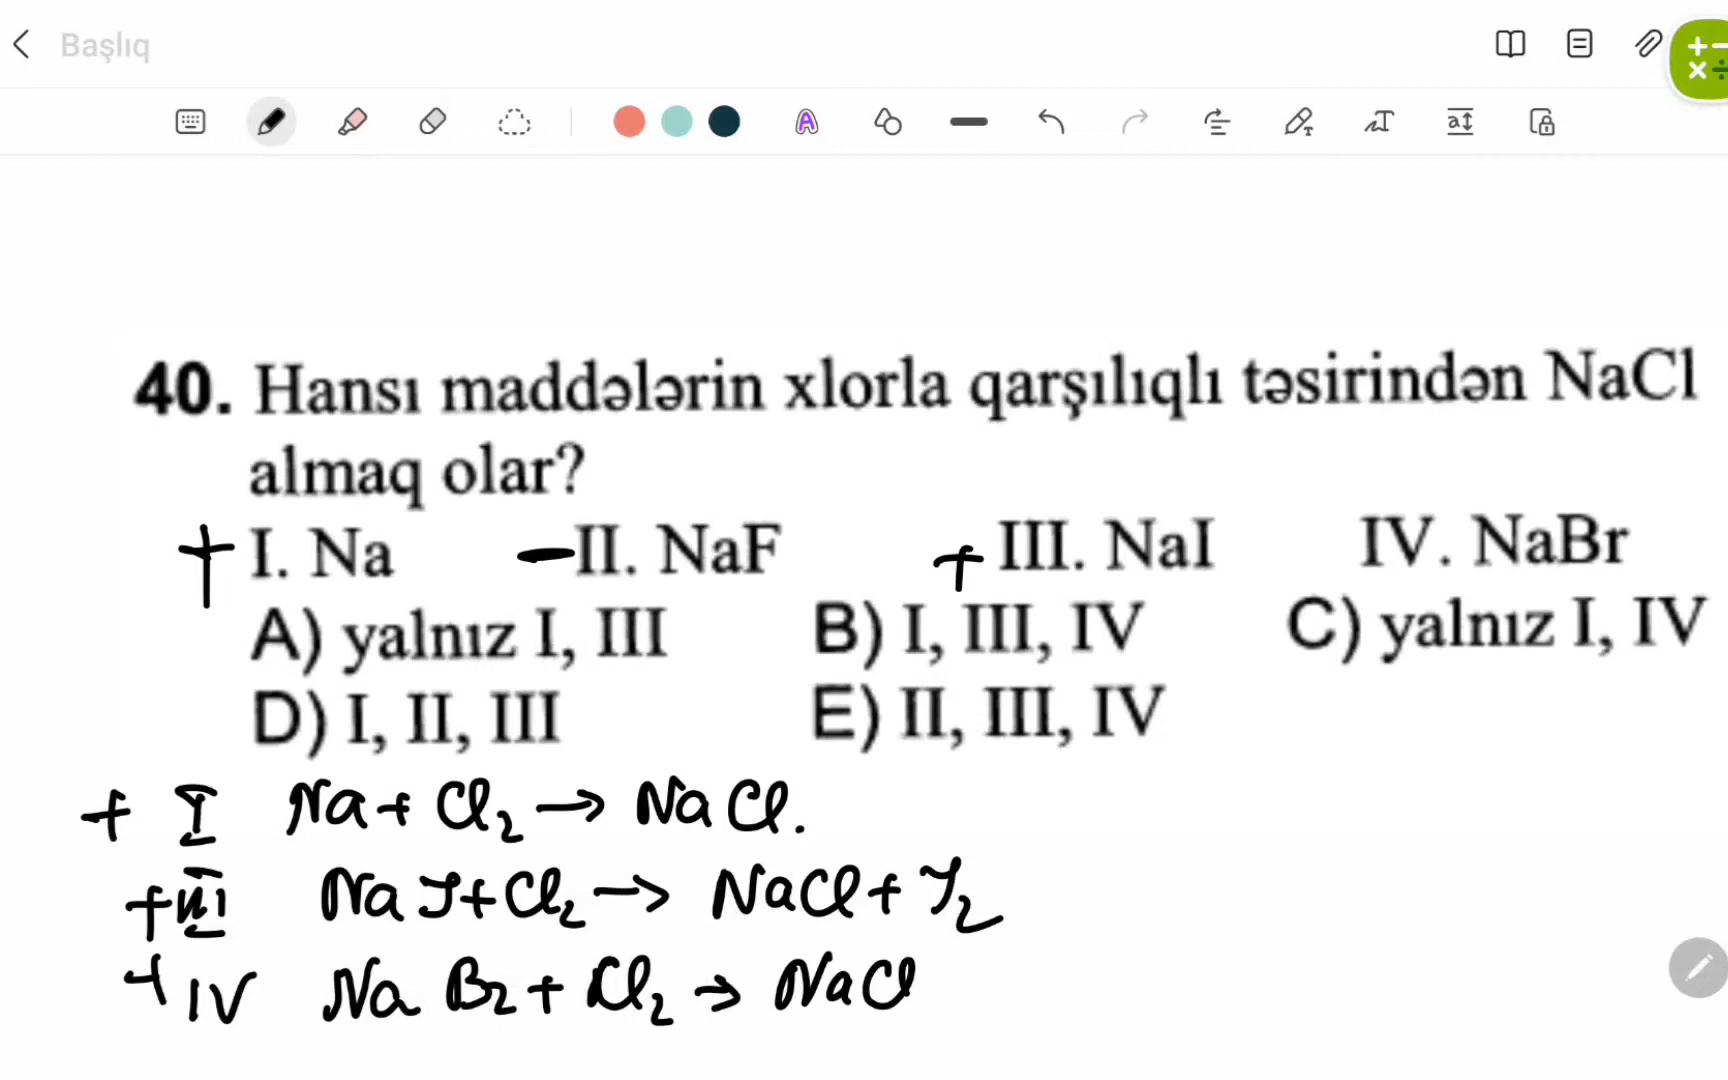 Başlıq
40. Hansı maddələrin xlorla qarşılıqlı təsirindən NaCl
almaq olar?
+ I. Na - II. NaF + III. NaI IV. NaBr
A) yalnız I, III B) I, III, IV C) yalnız I, IV
D) I, II, III E) II, III, IV
+ I Na + Cl₂ → NaCl.
+ III NaJ + Cl₂ → NaCl + J₂
+ IV NaBr + Cl₂ → NaCl